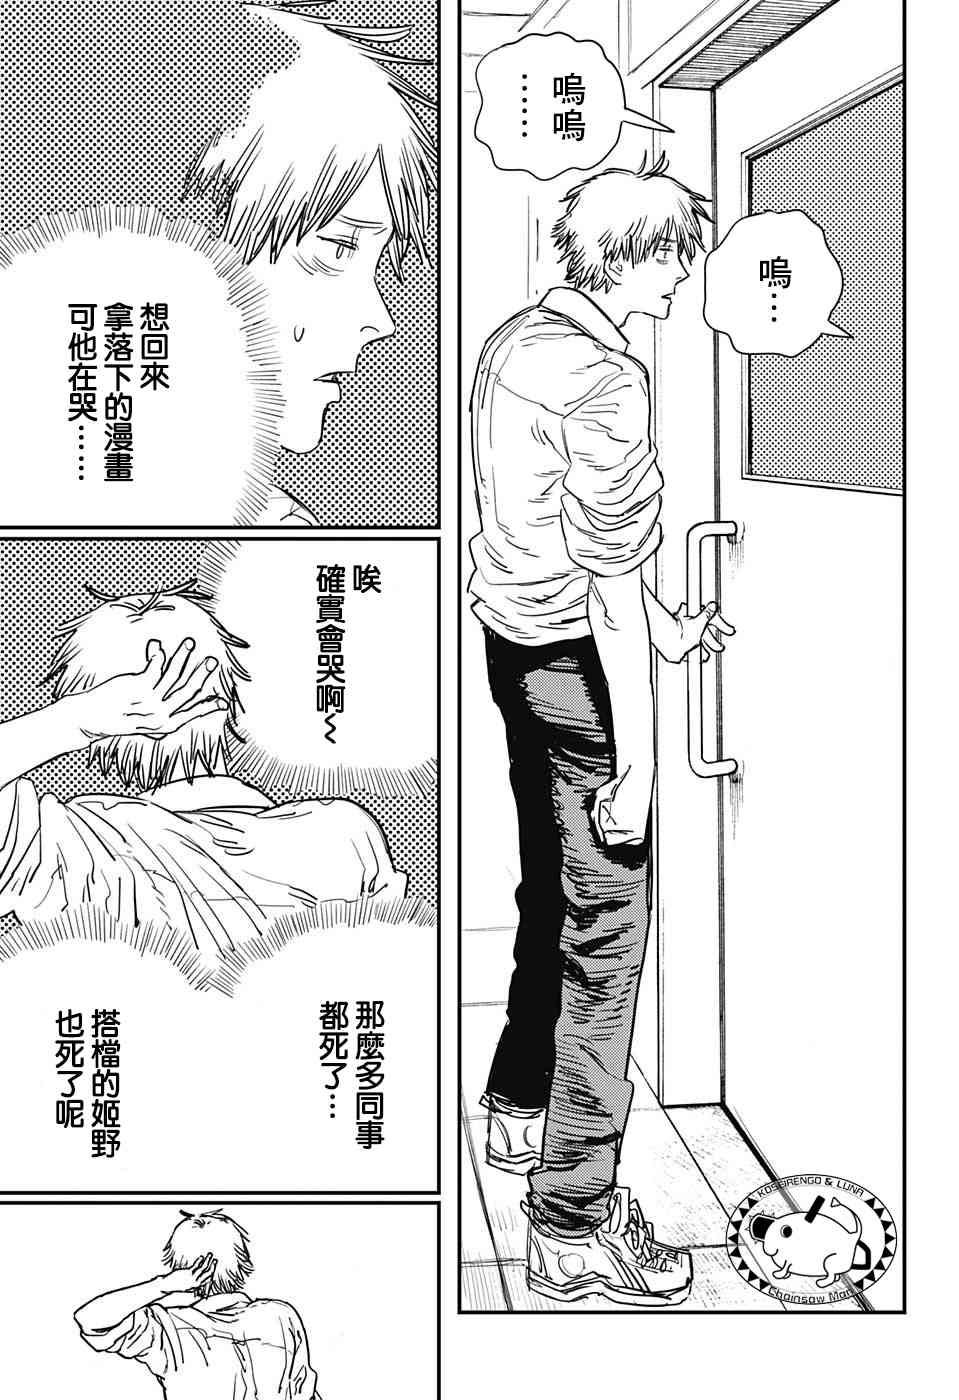 嗚嗚
……
嗚…
想回來
拿落下的漫畫
可他在哭……
唉
確實會哭啊～
那麼多同事
都死了…
搭檔的姬野
也死了呢
KOSSIRENGO & LUNA
Chainsaw Man